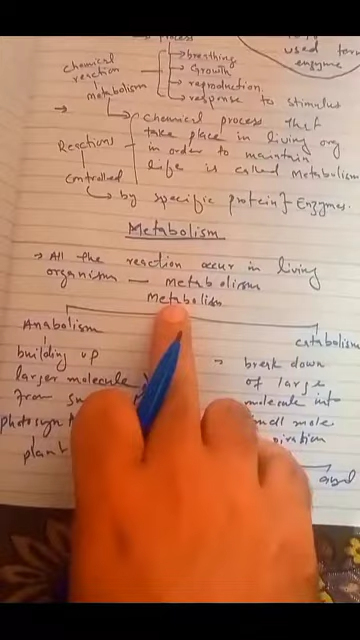 process
used term
enzyme
chemical
reaction
metabolism
breathing
Growth
reproduction
response to stimulus
chemical process that
take place in living org
in order to maintain
life is called Metabolism
Reactions
Controlled
by specific protein } Enzymes.
Metabolism
All the reaction occur in living
organism — Metabolism
Metabolism
Anabolism
building up
larger molecule
from
photosyn
plant
catabolism
break down
of large
molecule into
small mole
piration